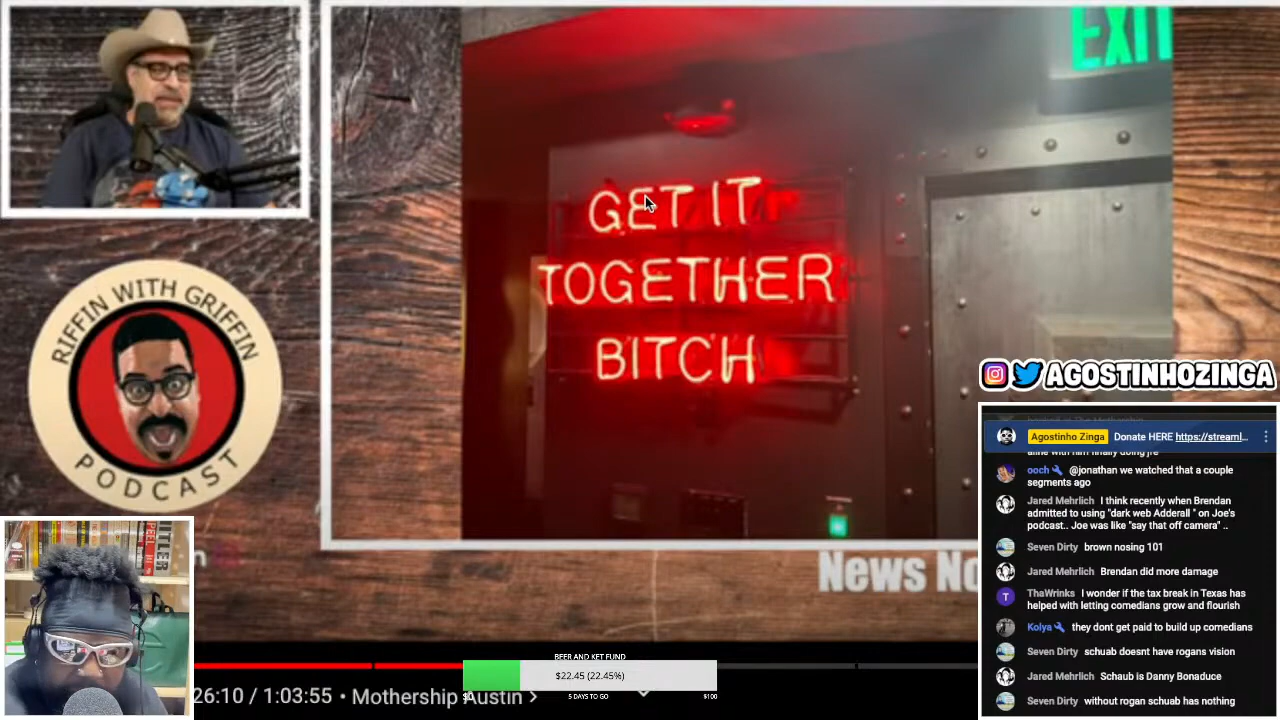 EXIT
GET IT
TOGETHER
BITCH
RIFFIN WITH GRIFFIN
PODCAST
AGOSTINHOZINGA
Agostinho Zinga Donate HERE https://streaml...
ooch @jonathan we watched that a couple
segments ago
Jared Mehrlich I think recently when Brendan
admitted to using "dark web Adderall " on Joe's
podcast.. Joe was like "say that off camera" ..
Seven Dirty brown nosing 101
Jared Mehrlich Brendan did more damage
ThaWrinks I wonder if the tax break in Texas has
helped with letting comedians grow and flourish
Kolya they dont get paid to build up comedians
Seven Dirty schuab doesnt have rogans vision
Jared Mehrlich Schaub is Danny Bonaduce
Seven Dirty without rogan schuab has nothing
News No
BEER AND KET FUND
$22.45 (22.45%)
5 DAYS TO GO
$100
26:10 / 1:03:55 • Mothership Austin >